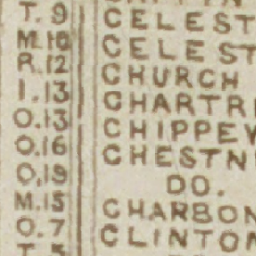 T. 9 CELEST
M.10 CELEST
R.12 CHURCH
I.13 CHARTR
O.13 CHIPPEW
O.16 CHESTN
O.19 DO.
M.15 CHARBON
O. 7 CLINTON
T. 5